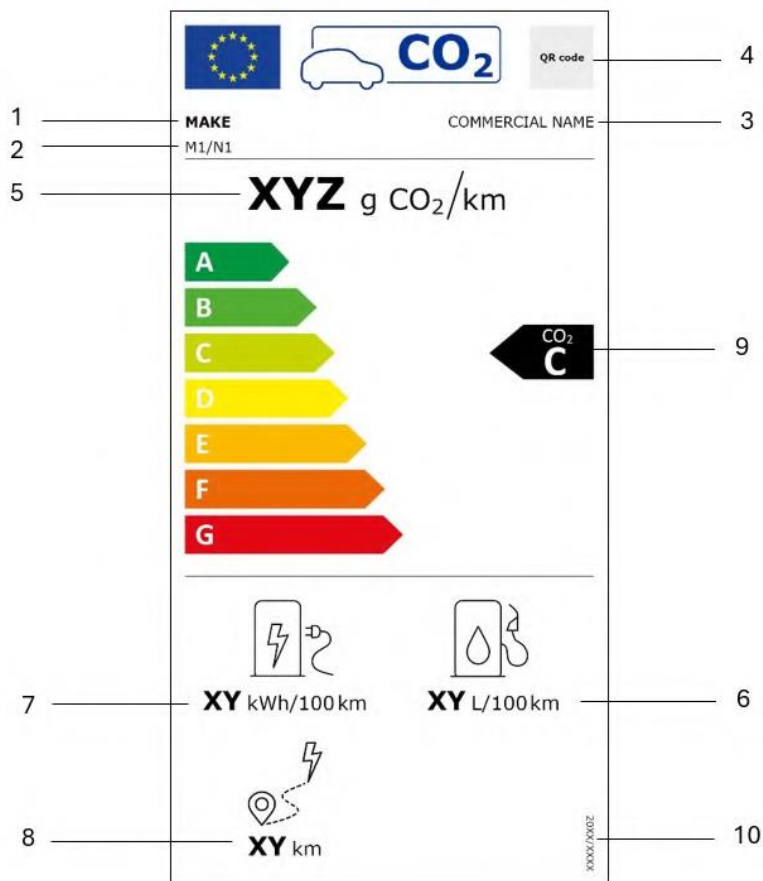 CO₂
QR code
4
1
MAKE
COMMERCIAL NAME
3
2
M1/N1
5
XYZ g CO₂/km
A
B
C
CO₂
C
9
D
E
F
G
7
XY kWh/100 km
XY L/100 km
6
8
XY km
20XX/XXXX
10